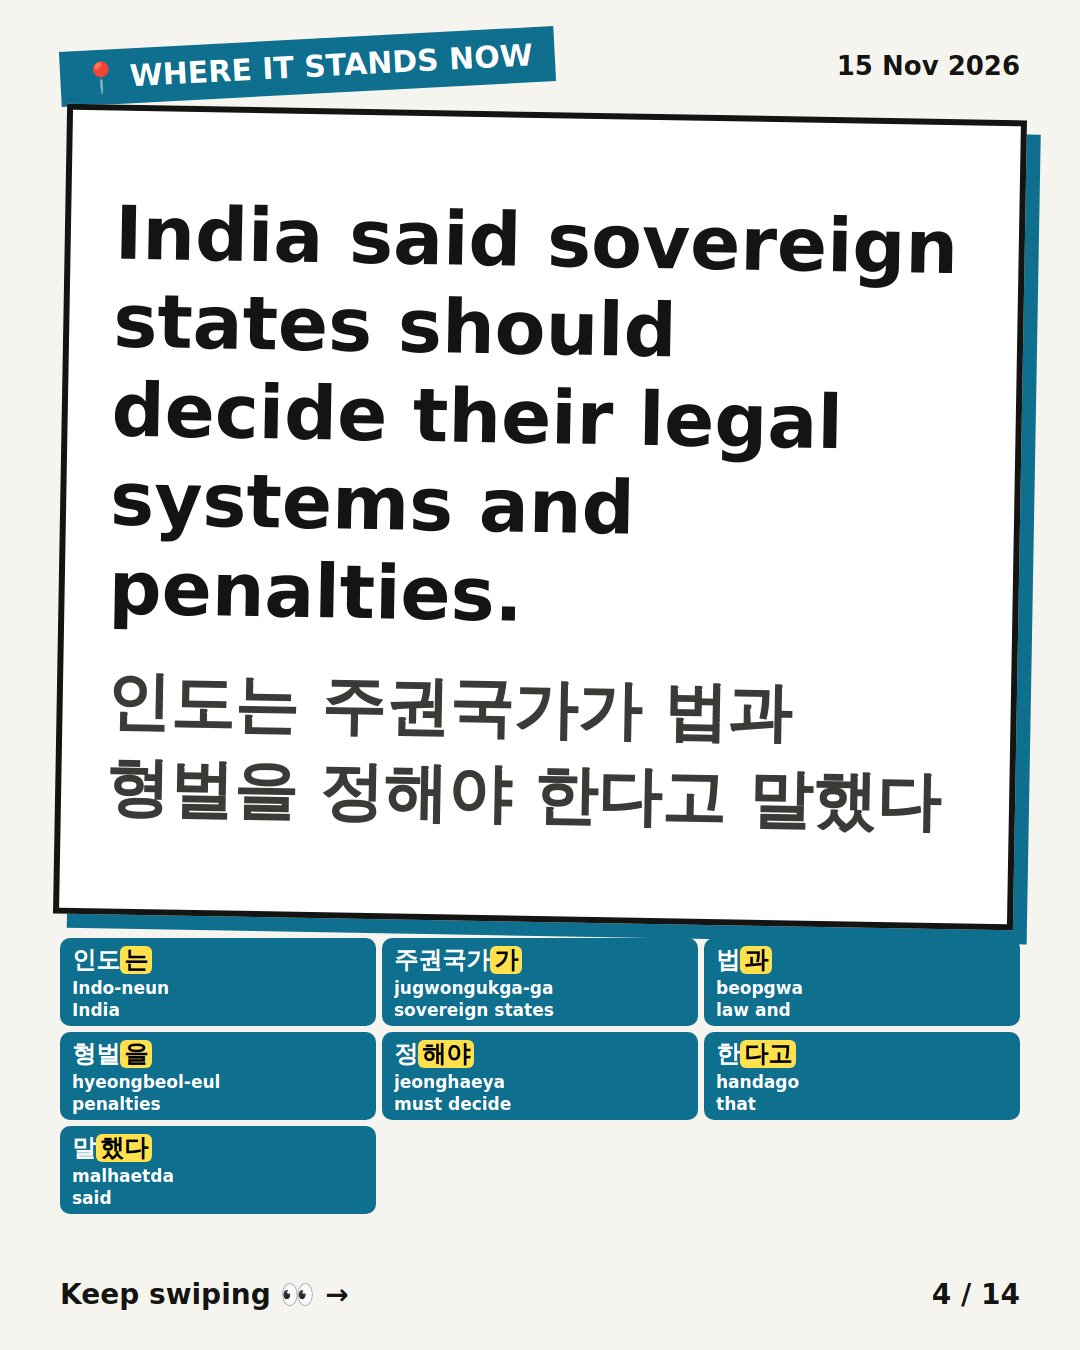 📍 WHERE IT STANDS NOW
15 Nov 2026
India said sovereign
states should
decide their legal
systems and
penalties.
인도는 주권국가가 법과
형벌을 정해야 한다고 말했다
인도는
Indo-neun
India
주권국가가
jugwongukga-ga
sovereign states
법과
beopgwa
law and
형벌을
hyeongbeol-eul
penalties
정해야
jeonghaeya
must decide
한다고
handago
that
말했다
malhaetda
said
Keep swiping 👀 →
4 / 14